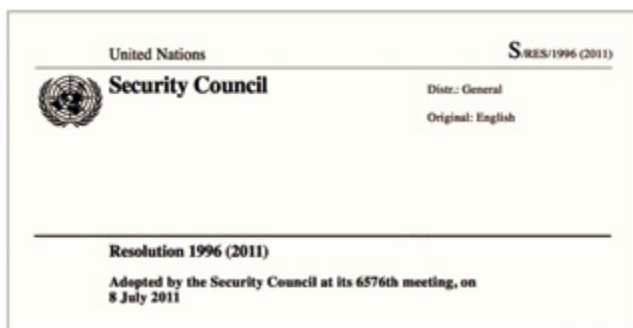 United Nations
S/RES/1996 (2011)
Security Council
Distr.: General
Original: English
Resolution 1996 (2011)
Adopted by the Security Council at its 6576th meeting, on
8 July 2011